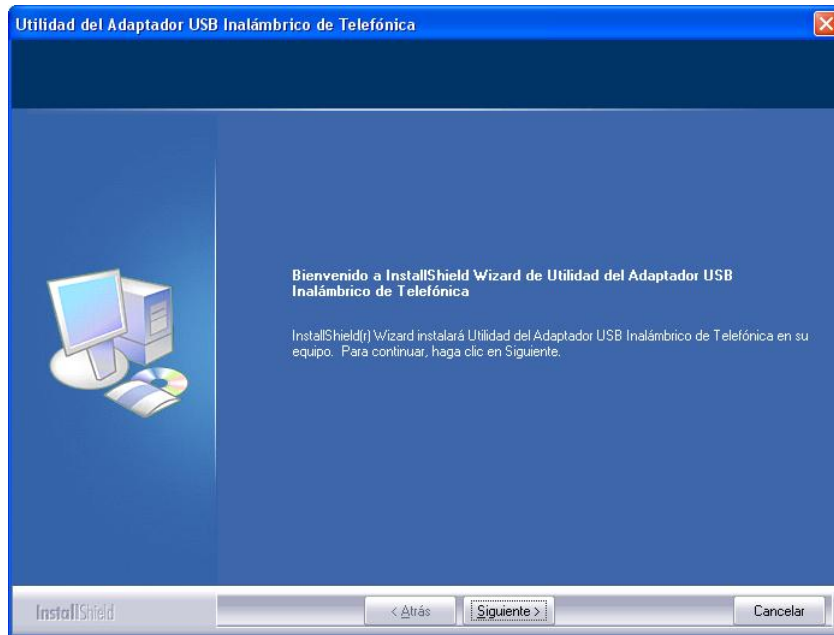 Utilidad del Adaptador USB Inalámbrico de Telefónica
Bienvenido a InstallShield Wizard de Utilidad del Adaptador USB
Inalámbrico de Telefónica
InstallShield(r) Wizard instalará Utilidad del Adaptador USB Inalámbrico de Telefónica en su
equipo. Para continuar, haga clic en Siguiente.
InstallShield
< Atrás
Siguiente >
Cancelar